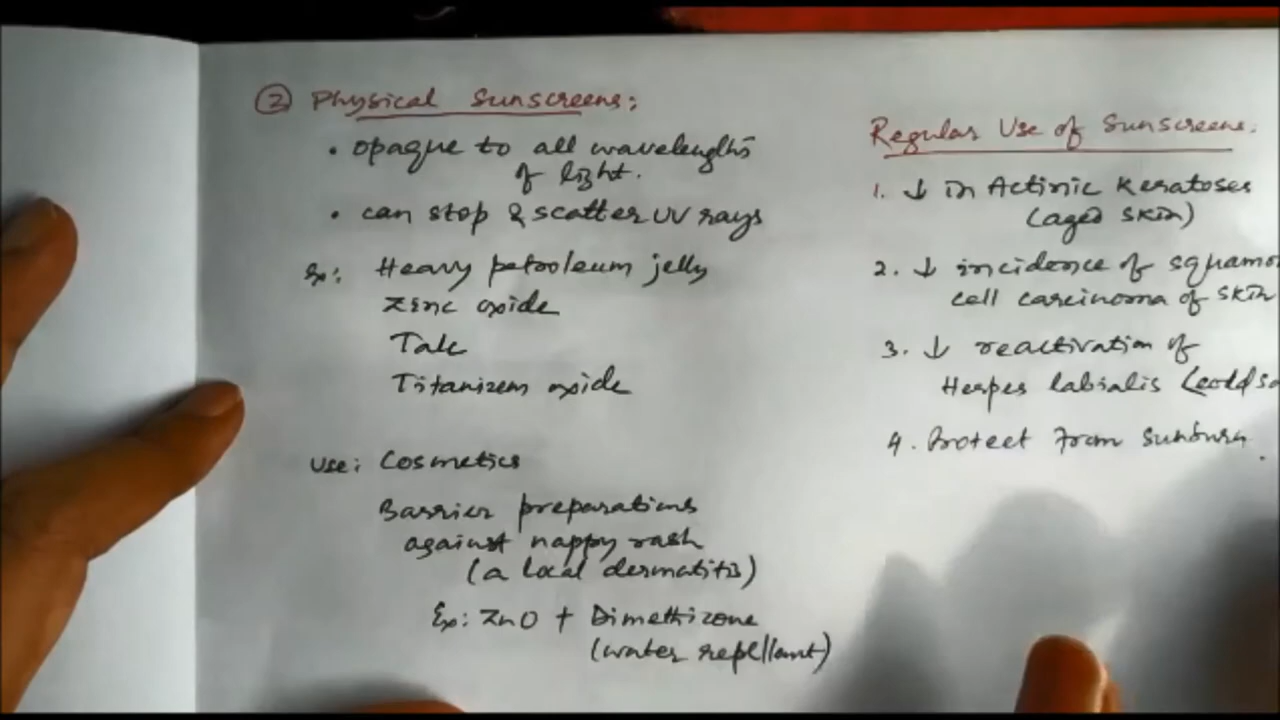 ② Physical Sunscreens:
• opaque to all wavelengths
of light.
• can stop & scatter UV rays
Ex: Heavy petroleum jelly
Zinc oxide
Talc
Titanium oxide
Use: Cosmetics
Barrier preparations
against nappy rash
(a local dermatitis)
Ex: ZnO + Dimethizone
(water repellant)
Regular Use of Sunscreens:
1. ↓ in Actinic Keratoses
(aged skin)
2. ↓ incidence of squamo
cell carcinoma of skin
3. ↓ reactivation of
Herpes labialis (cold so
4. Protect from sunburn.